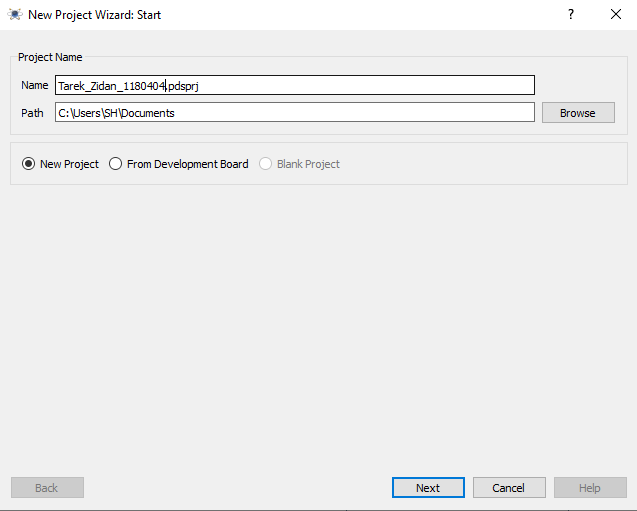 New Project Wizard: Start
? 
Project Name
Name Tarek_Zidan_1180404.pdsprj
Path C:\Users\SH\Documents Browse
New Project From Development Board Blank Project
Back Next Cancel Help